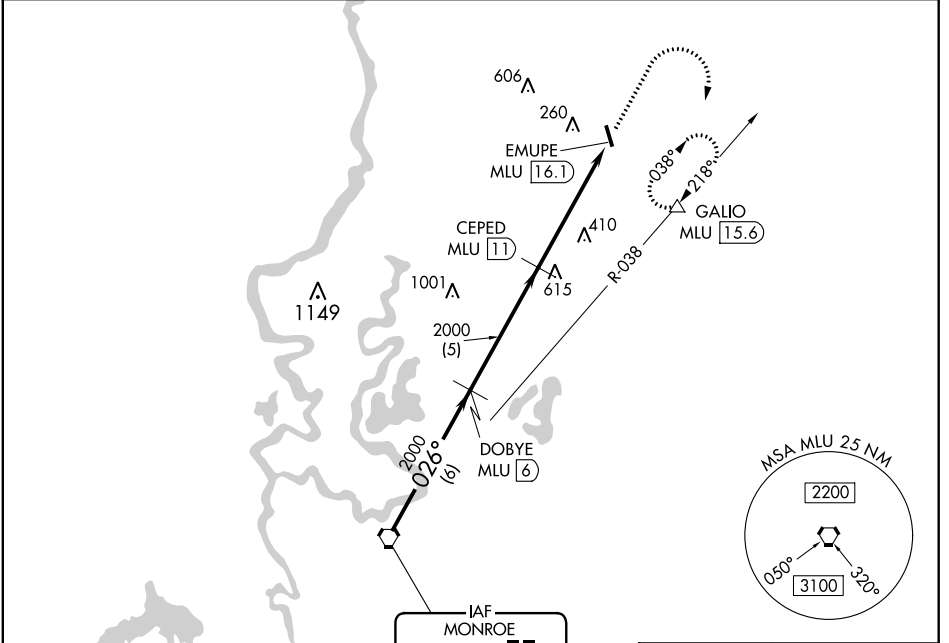 606
260
EMUPE
MLU 16.1
038°
218°
GALIO
MLU 15.6
CEPED
MLU 11
410
R-038
615
1001
1149
2000
(5)
2000
026°
(6)
DOBYE
MLU 6
MSA MLU 25 NM
2200
050°
320°
3100
IAF
MONROE